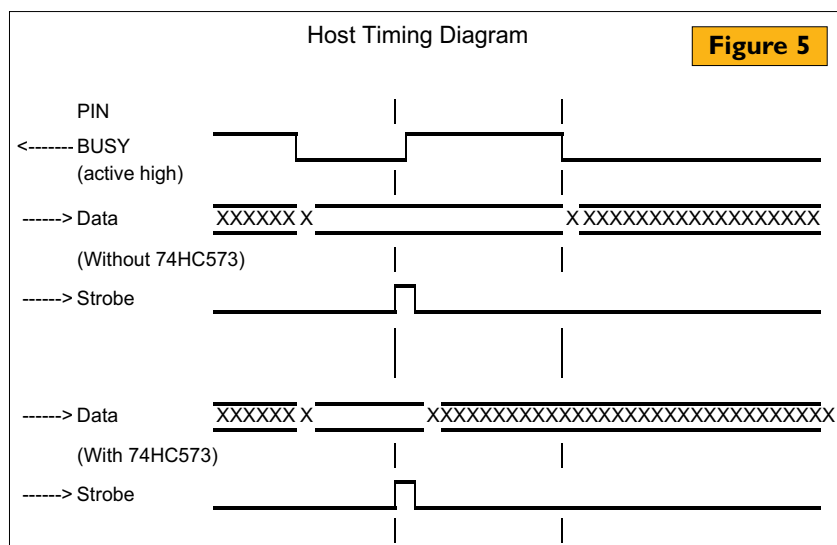 Host Timing Diagram
Figure 5
PIN
<------- BUSY
(active high)
------> Data XXXXXX X X XXXXXXXXXXXXXXXXXX
(Without 74HC573)
------> Strobe
------> Data XXXXXX X XXXXXXXXXXXXXXXXXXXXXXXXXXXXXXX
(With 74HC573)
------> Strobe